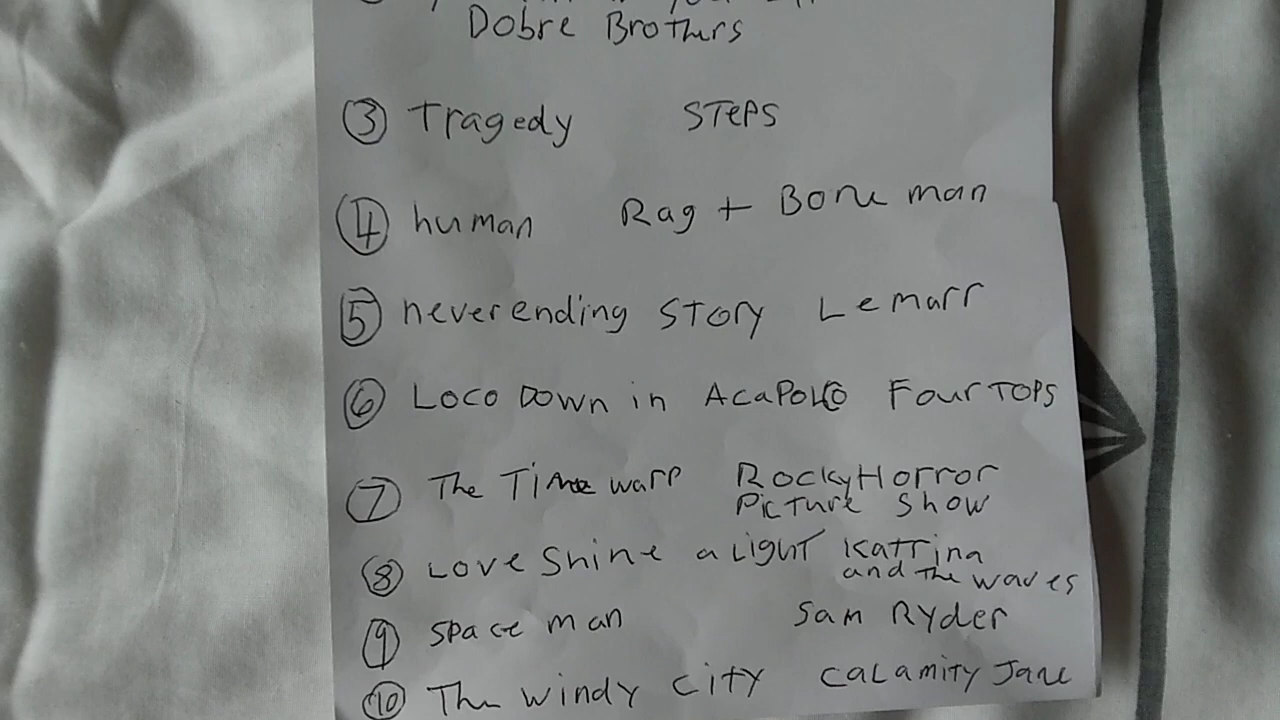 Dobre Brothers
3 Tragedy STEPS
4 human Rag + Bone man
5 neverending STory Lemarr
6 Loco Down in AcaPolco Four TOPS
7 The Time warp Rocky Horror
Picture Show
8 Love Shine a Light Kattrina
and The waves
9 space man Sam Ryder
10 The windy city CALamity Jane